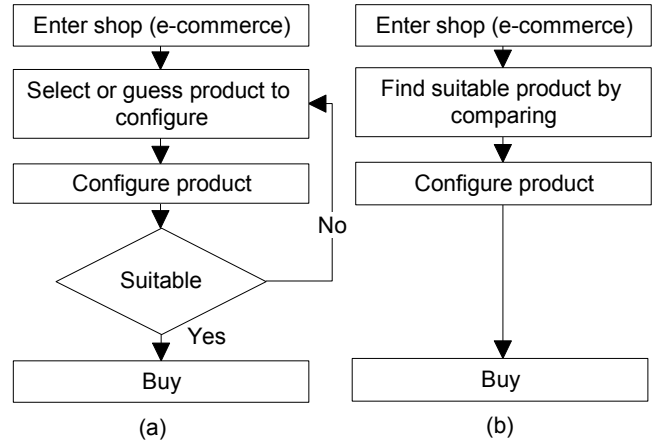 Enter shop (e-commerce)
Select or guess product to
configure
Configure product
No
Suitable
Yes
Buy
(a)
Enter shop (e-commerce)
Find suitable product by
comparing
Configure product
Buy
(b)